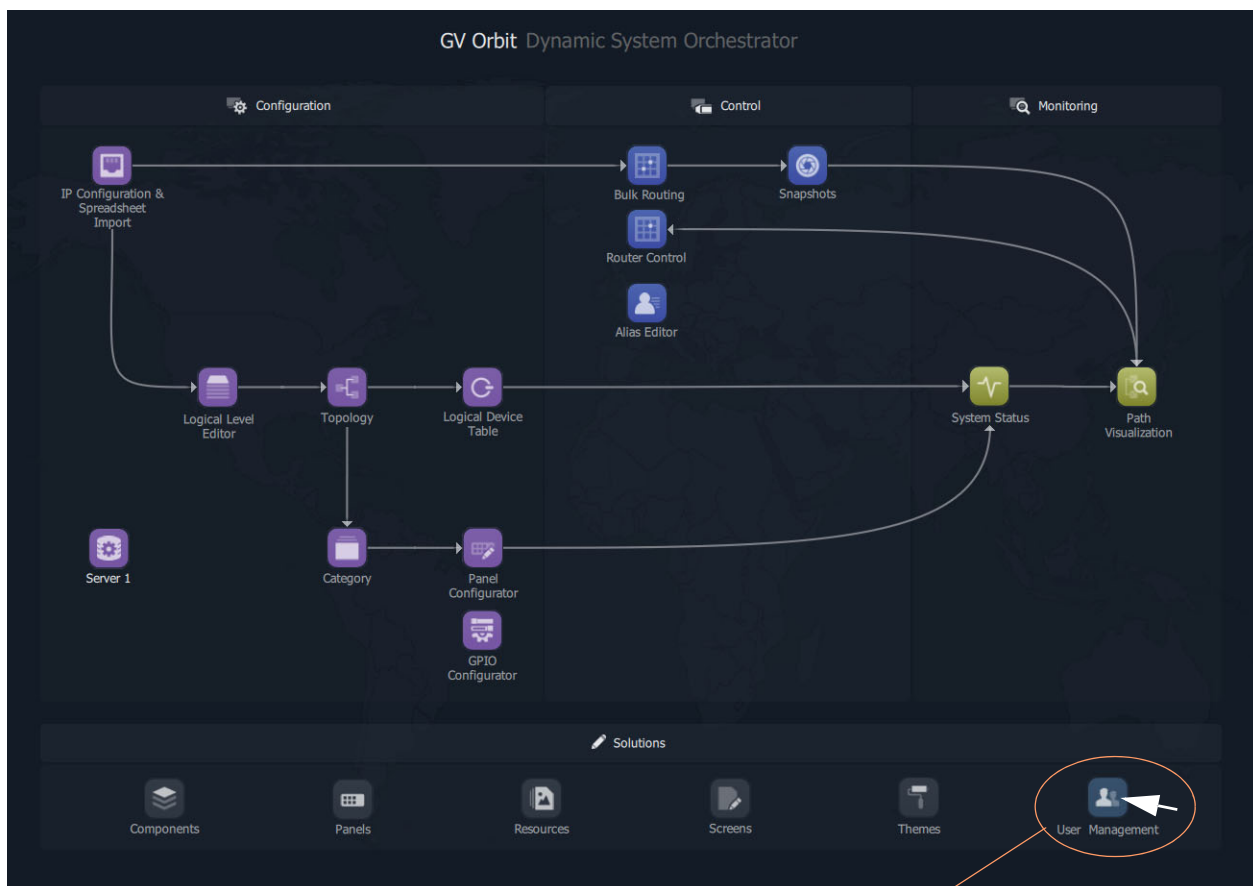 GV Orbit Dynamic System Orchestrator
Configuration
Control
Monitoring
IP Configuration &
Spreadsheet
Import
Bulk Routing
Snapshots
Router Control
Alias Editor
Logical Level
Editor
Topology
Logical Device
Table
System Status
Path
Visualization
Server 1
Category
Panel
Configurator
GPIO
Configurator
Solutions
Components
Panels
Resources
Screens
Themes
User Management